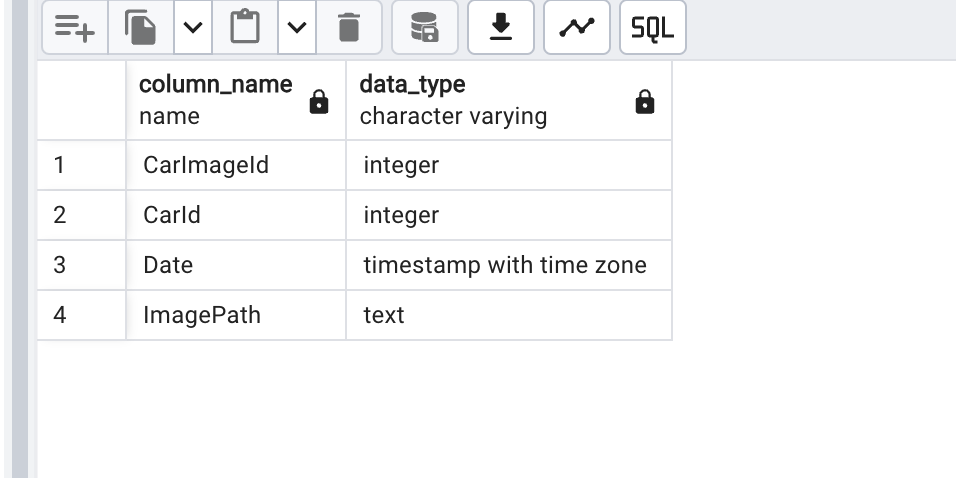 SQL
column_name data_type
name character varying
1 CarImageId integer
2 CarId integer
3 Date timestamp with time zone
4 ImagePath text